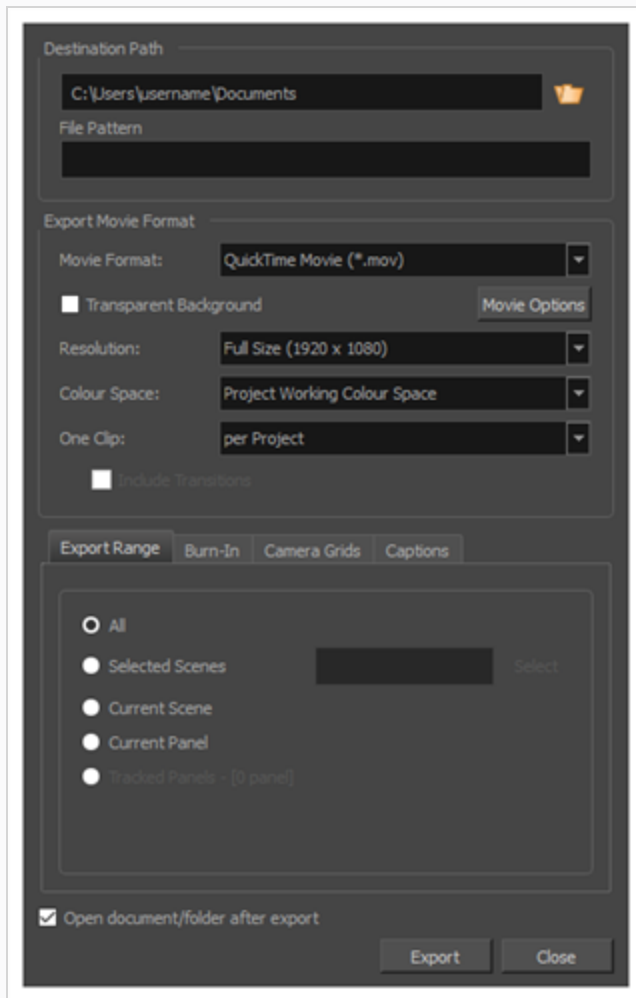 Destination Path
C:\Users\username\Documents
File Pattern
Export Movie Format
Movie Format: QuickTime Movie (*.mov)
Transparent Background Movie Options
Resolution: Full Size (1920 x 1080)
Colour Space: Project Working Colour Space
One Clip: per Project
Include Transitions
Export Range Burn-In Camera Grids Captions
All
Selected Scenes Select
Current Scene
Current Panel
Tracked Panels - [0 panel]
Open document/folder after export
Export Close